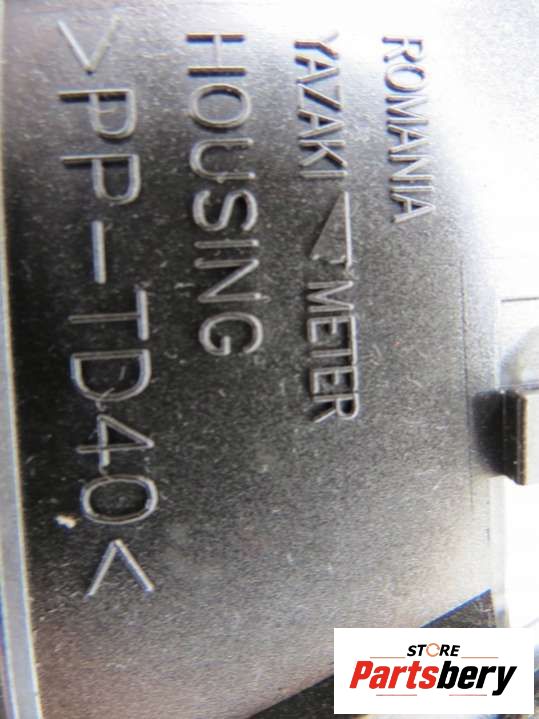 ROMANIA
YAZAKI METER
HOUSING
>PP-TD40<
STORE
Partsbery